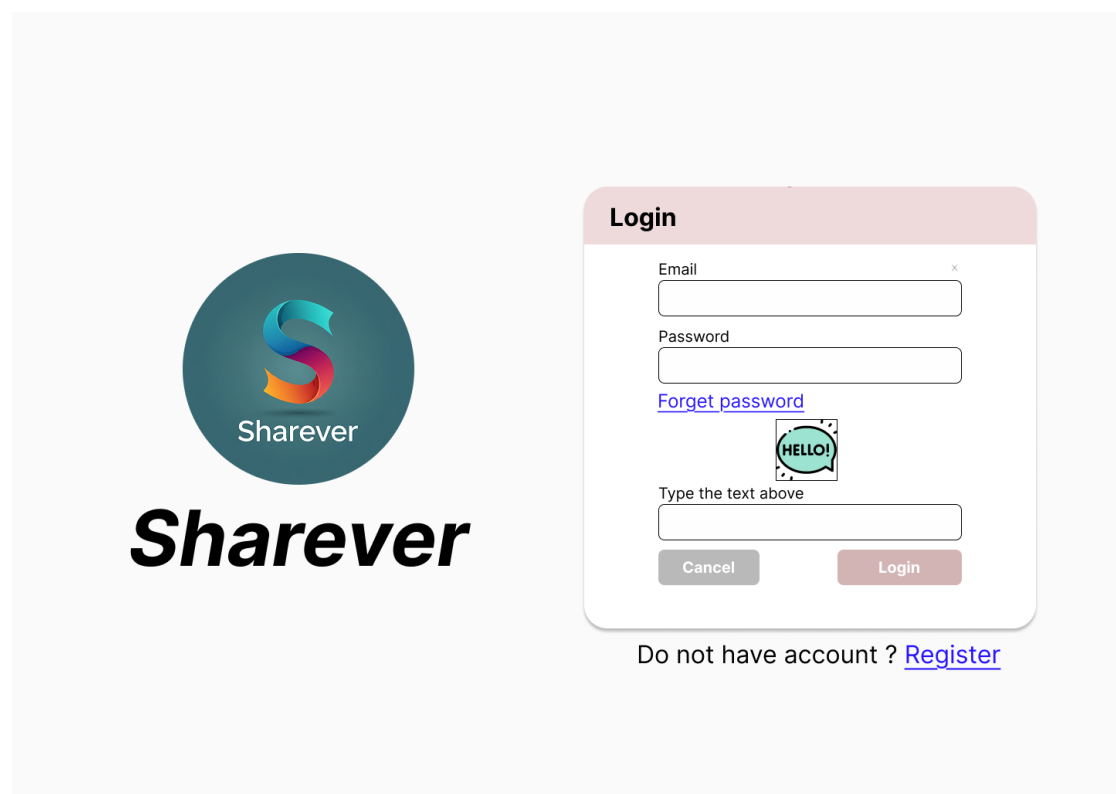 Sharever
Sharever
Login
Email
x
Password
Forget password
HELLO!
Type the text above
Cancel
Login
Do not have account ? Register